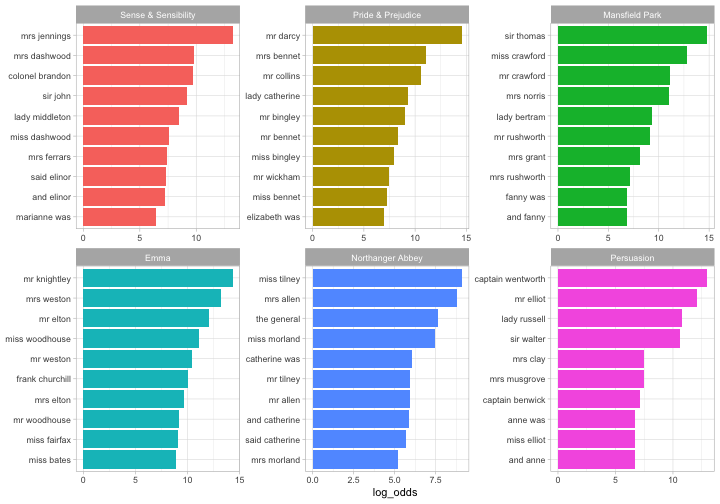 Sense & Sensibility
mrs jennings
mrs dashwood
colonel brandon
sir john
lady middleton
miss dashwood
mrs ferrars
said elinor
and elinor
marianne was
0 5 10
Pride & Prejudice
mr darcy
mrs bennet
mr collins
lady catherine
mr bingley
mr bennet
miss bingley
mr wickham
miss bennet
elizabeth was
0 5 10 15
Mansfield Park
sir thomas
miss crawford
mr crawford
mrs norris
lady bertram
mr rushworth
mrs grant
mrs rushworth
fanny was
and fanny
0 5 10 15
Emma
mr knightley
mrs weston
mr elton
miss woodhouse
mr weston
frank churchill
mrs elton
mr woodhouse
miss fairfax
miss bates
0 5 10 15
Northanger Abbey
miss tilney
mrs allen
the general
miss morland
catherine was
mr tilney
mr allen
and catherine
said catherine
mrs morland
0.0 2.5 5.0 7.5
Persuasion
captain wentworth
mr elliot
lady russell
sir walter
mrs clay
mrs musgrove
captain benwick
anne was
miss elliot
and anne
0 5 10
log_odds